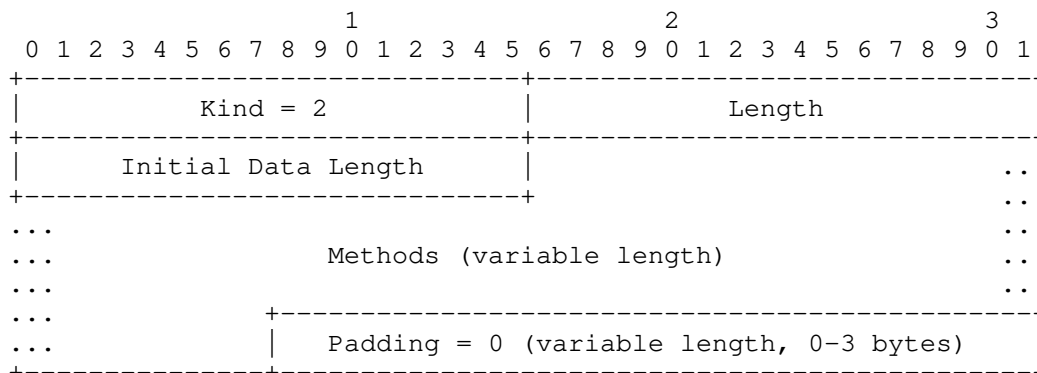 1                   2                   3
 0 1 2 3 4 5 6 7 8 9 0 1 2 3 4 5 6 7 8 9 0 1 2 3 4 5 6 7 8 9 0 1
+-------------------------------+--------------------------------
|           Kind = 2            |            Length
+-------------------------------+--------------------------------
|      Initial Data Length      |                             ..
+-------------------------------+                             ..
...                                                           ..
...                 Methods (variable length)                 ..
...                                                           ..
...             +------------------------------------------------
...             |   Padding = 0 (variable length, 0-3 bytes)
+---------------+------------------------------------------------